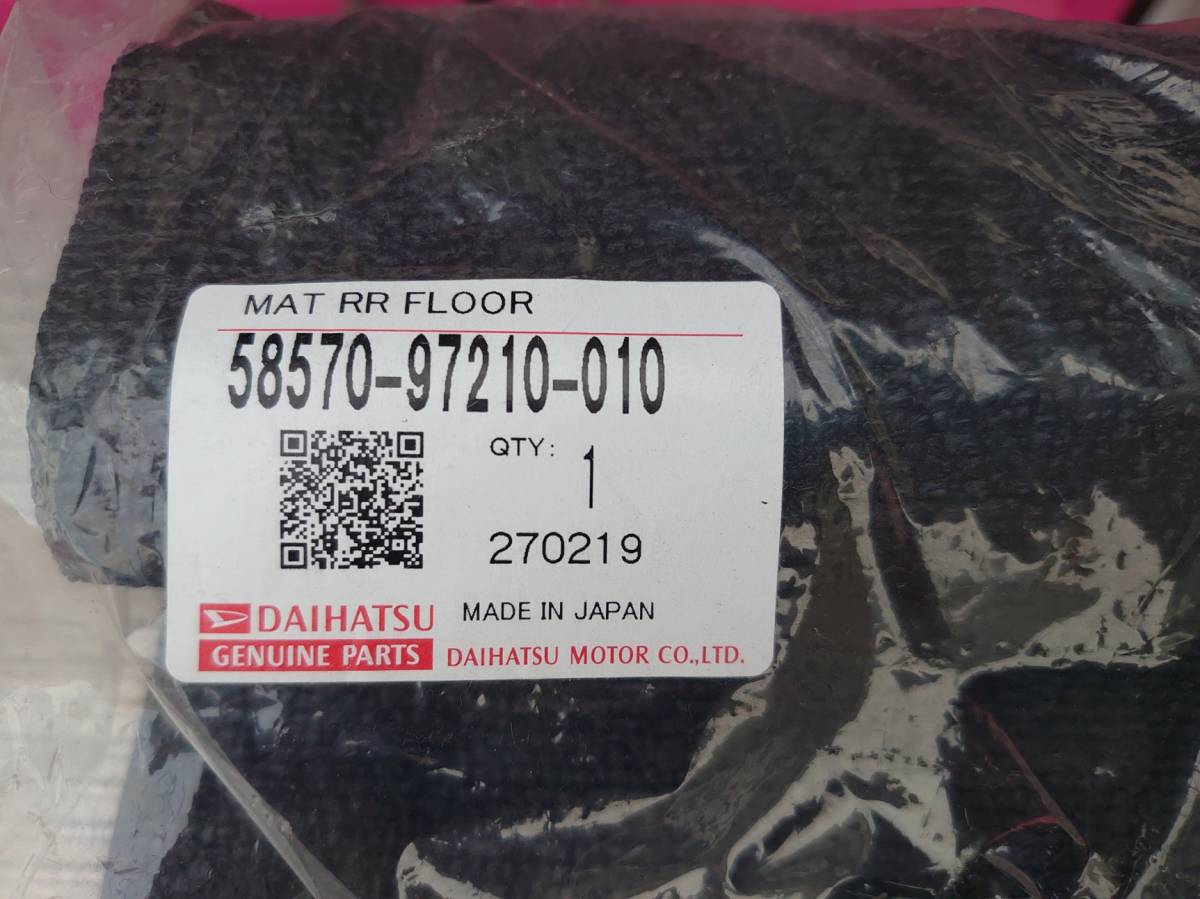 MAT RR FLOOR
58570-97210-010
QTY: 1
270219
DAIHATSU MADE IN JAPAN
GENUINE PARTS DAIHATSU MOTOR CO.,LTD.